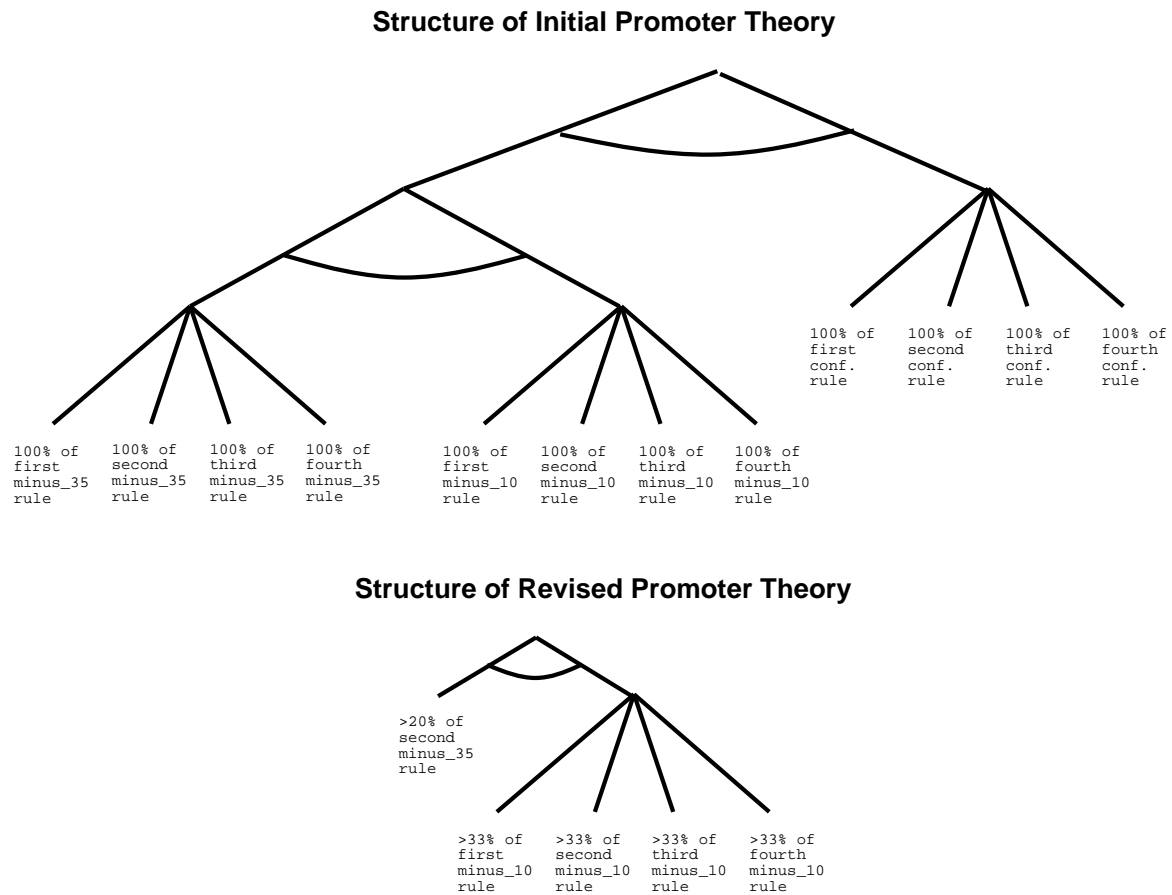 Structure of Initial Promoter Theory
100% of
first
conf.
rule
100% of
second
conf.
rule
100% of
third
conf.
rule
100% of
fourth
conf.
rule
100% of
first
minus_35
rule
100% of
second
minus_35
rule
100% of
third
minus_35
rule
100% of
fourth
minus_35
rule
100% of
first
minus_10
rule
100% of
second
minus_10
rule
100% of
third
minus_10
rule
100% of
fourth
minus_10
rule
Structure of Revised Promoter Theory
>20% of
second
minus_35
rule
>33% of
first
minus_10
rule
>33% of
second
minus_10
rule
>33% of
third
minus_10
rule
>33% of
fourth
minus_10
rule